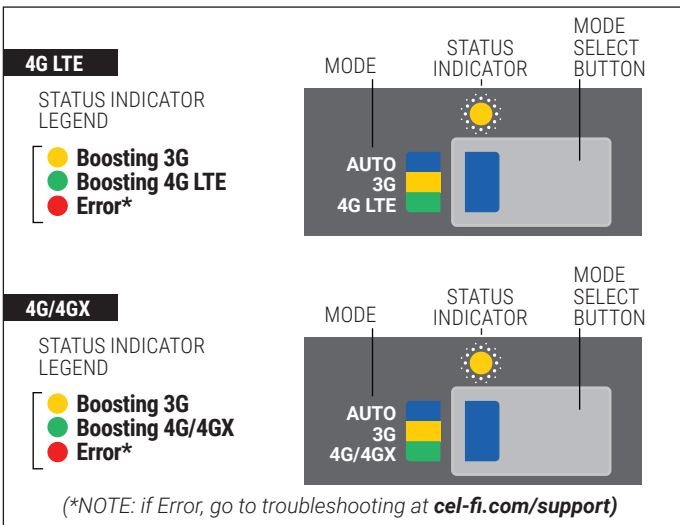 4G LTE
STATUS INDICATOR
LEGEND
Boosting 3G
Boosting 4G LTE
Error*
MODE
STATUS
INDICATOR
MODE
SELECT
BUTTON
AUTO
3G
4G LTE
4G/4GX
STATUS INDICATOR
LEGEND
Boosting 3G
Boosting 4G/4GX
Error*
MODE
STATUS
INDICATOR
MODE
SELECT
BUTTON
AUTO
3G
4G/4GX
(*NOTE: if Error, go to troubleshooting at cel-fi.com/support)